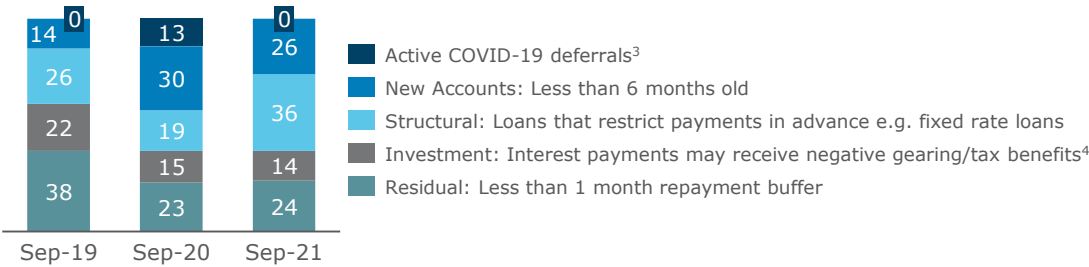 0
14
26
22
38
13
30
19
15
23
0
26
36
14
24
Sep-19 Sep-20 Sep-21
Active COVID-19 deferrals³
New Accounts: Less than 6 months old
Structural: Loans that restrict payments in advance e.g. fixed rate loans
Investment: Interest payments may receive negative gearing/tax benefits⁴
Residual: Less than 1 month repayment buffer